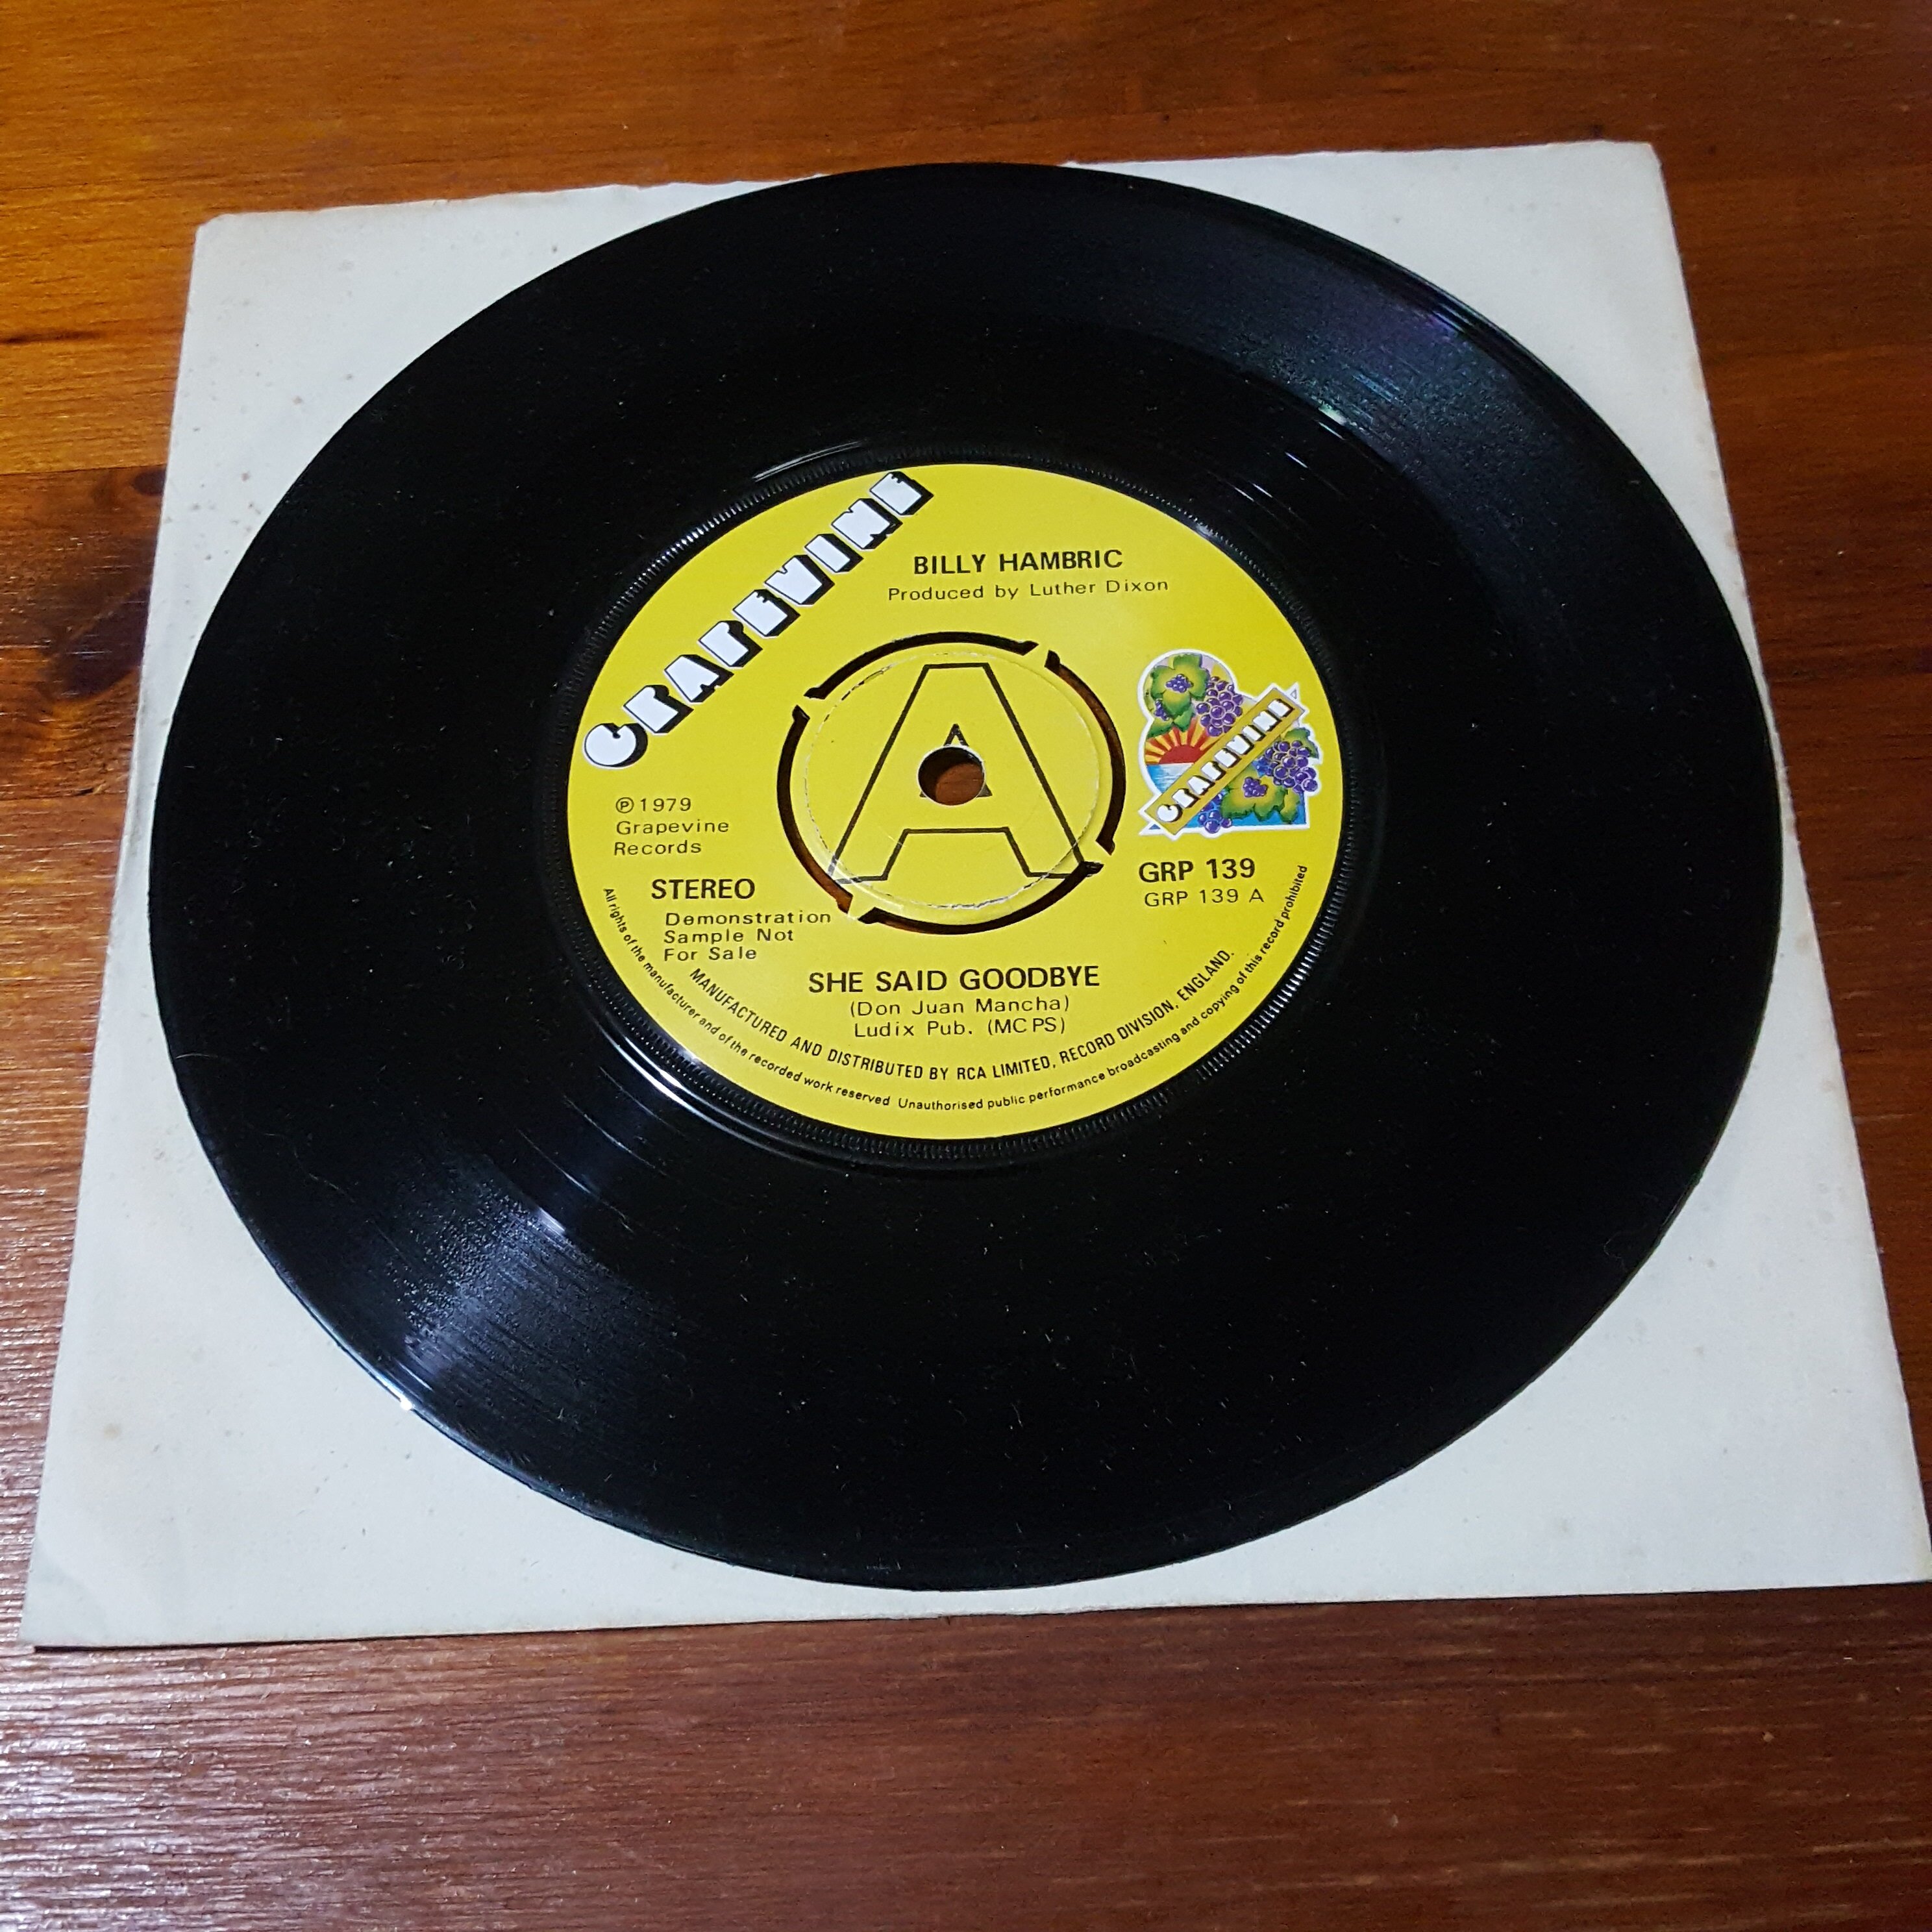 GRAPEVINE
BILLY HAMBRIC
Produced by Luther Dixon
A
GRAPEVINE
℗ 1979
Grapevine
Records
STEREO
Demonstration
Sample Not
For Sale
GRP 139
GRP 139 A
SHE SAID GOODBYE
(Don Juan Mancha)
Ludix Pub. (MCPS)
MANUFACTURED AND DISTRIBUTED BY RCA LIMITED, RECORD DIVISION, ENGLAND.
All rights of the manufacturer and of the recorded work reserved Unauthorised public performance broadcasting and copying of this record prohibited